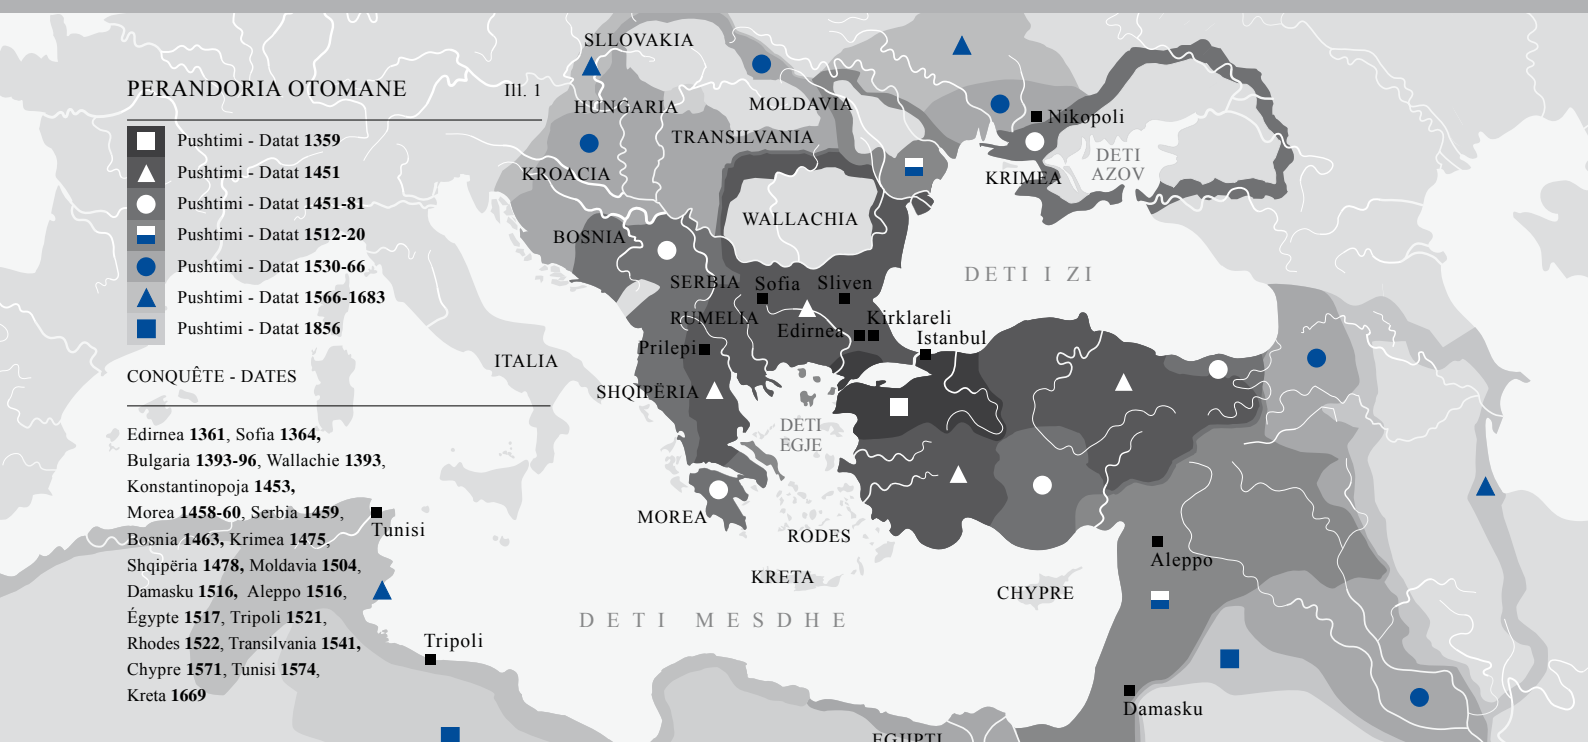 PERANDORIA OTOMANE
Ill. 1
Pushtimi - Datat 1359
Pushtimi - Datat 1451
Pushtimi - Datat 1451-81
Pushtimi - Datat 1512-20
Pushtimi - Datat 1530-66
Pushtimi - Datat 1566-1683
Pushtimi - Datat 1856
CONQUÊTE - DATES
Edirnea 1361, Sofia 1364,
Bulgaria 1393-96, Wallachie 1393,
Konstantinopoja 1453,
Morea 1458-60, Serbia 1459,
Bosnia 1463, Krimea 1475,
Shqipëria 1478, Moldavia 1504,
Damasku 1516, Aleppo 1516,
Égypte 1517, Tripoli 1521,
Rhodes 1522, Transilvania 1541,
Chypre 1571, Tunisi 1574,
Kreta 1669
SLLOVAKIA
HUNGARIA
MOLDAVIA
TRANSILVANIA
KROACIA
Nikopoli
DETI
AZOV
KRIMEA
WALLACHIA
BOSNIA
DETI I ZI
SERBIA
Sofia
Sliven
RUMELIA
Edirnea
Kirklareli
Istanbul
Prilepi
ITALIA
SHQIPËRIA
DETI
EGJE
MOREA
RODES
KRETA
CHYPRE
DETI MESDHE
Tunisi
Tripoli
Aleppo
Damasku
EGJIPTI